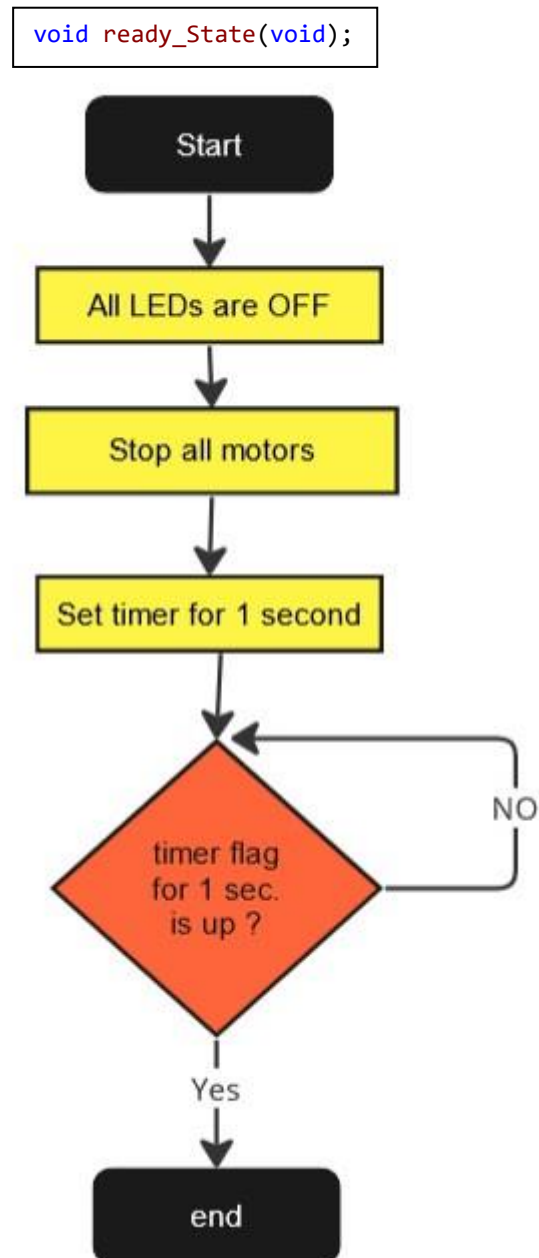 void ready_State(void);
Start
All LEDs are OFF
Stop all motors
Set timer for 1 second
timer flag
for 1 sec.
is up ?
NO
Yes
end